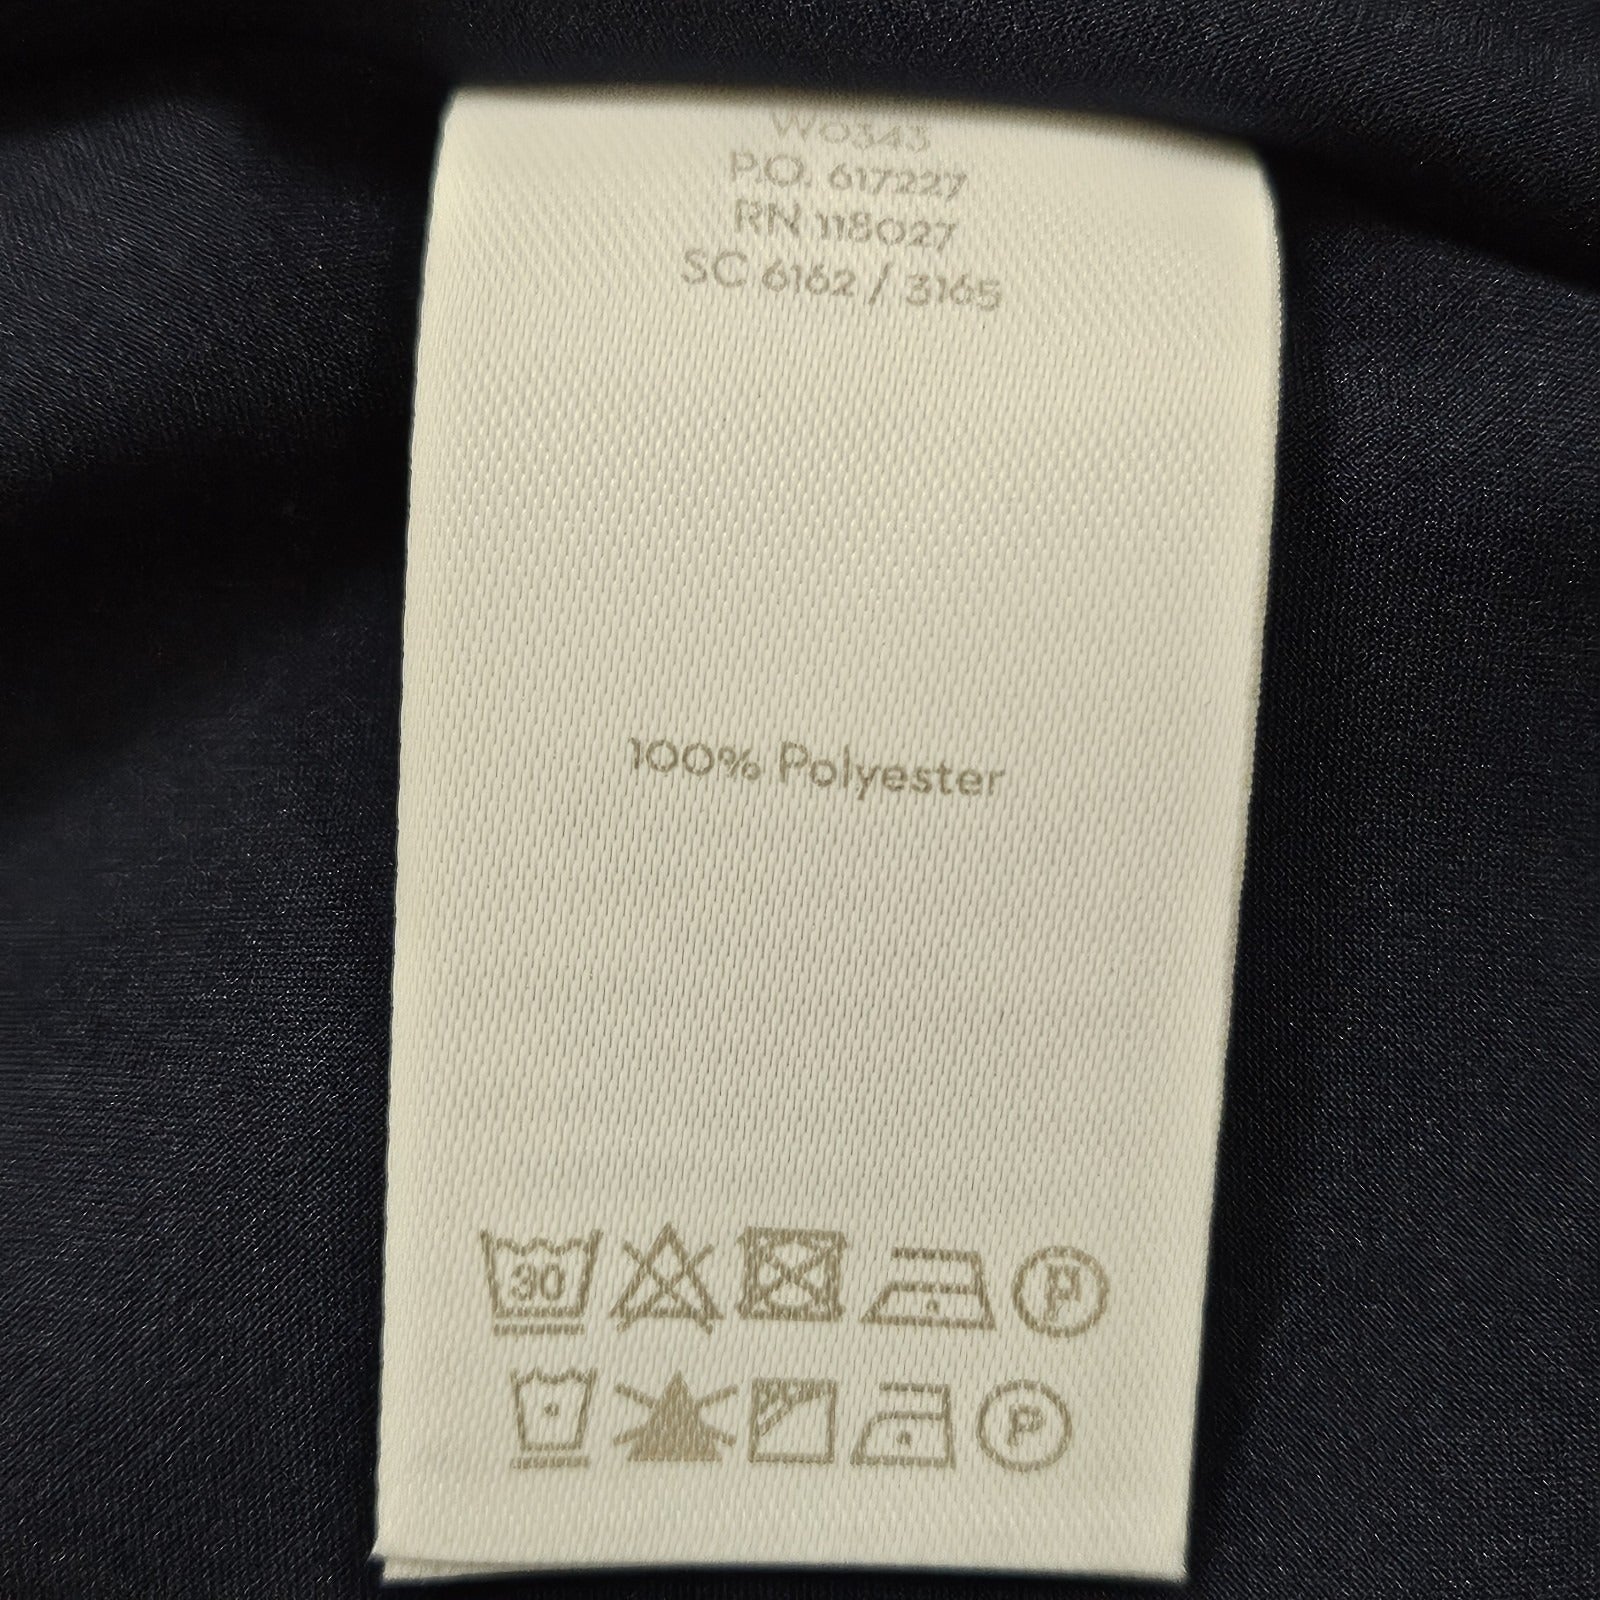 W0343
P.O. 617227
RN 118027
SC 6162 / 3165
100% Polyester
30 P
P